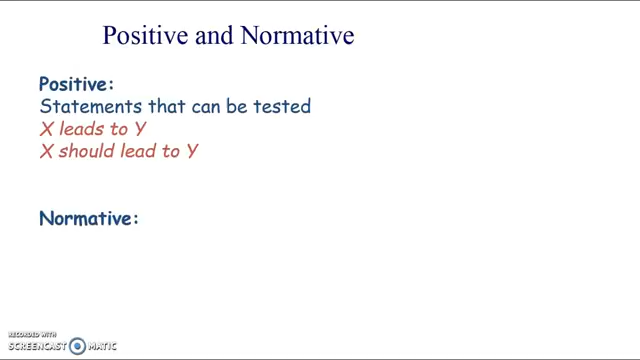 Positive and Normative
Positive:
Statements that can be tested
X leads to Y
X should lead to Y
Normative:
RECORDED WITH
SCREENCAST MATIC